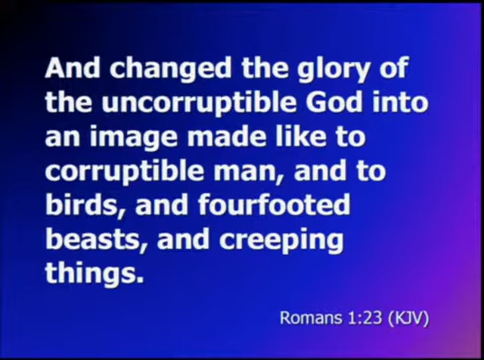 And changed the glory of
the uncorruptible God into
an image made like to
corruptible man, and to
birds, and fourfooted
beasts, and creeping
things.
Romans 1:23 (KJV)